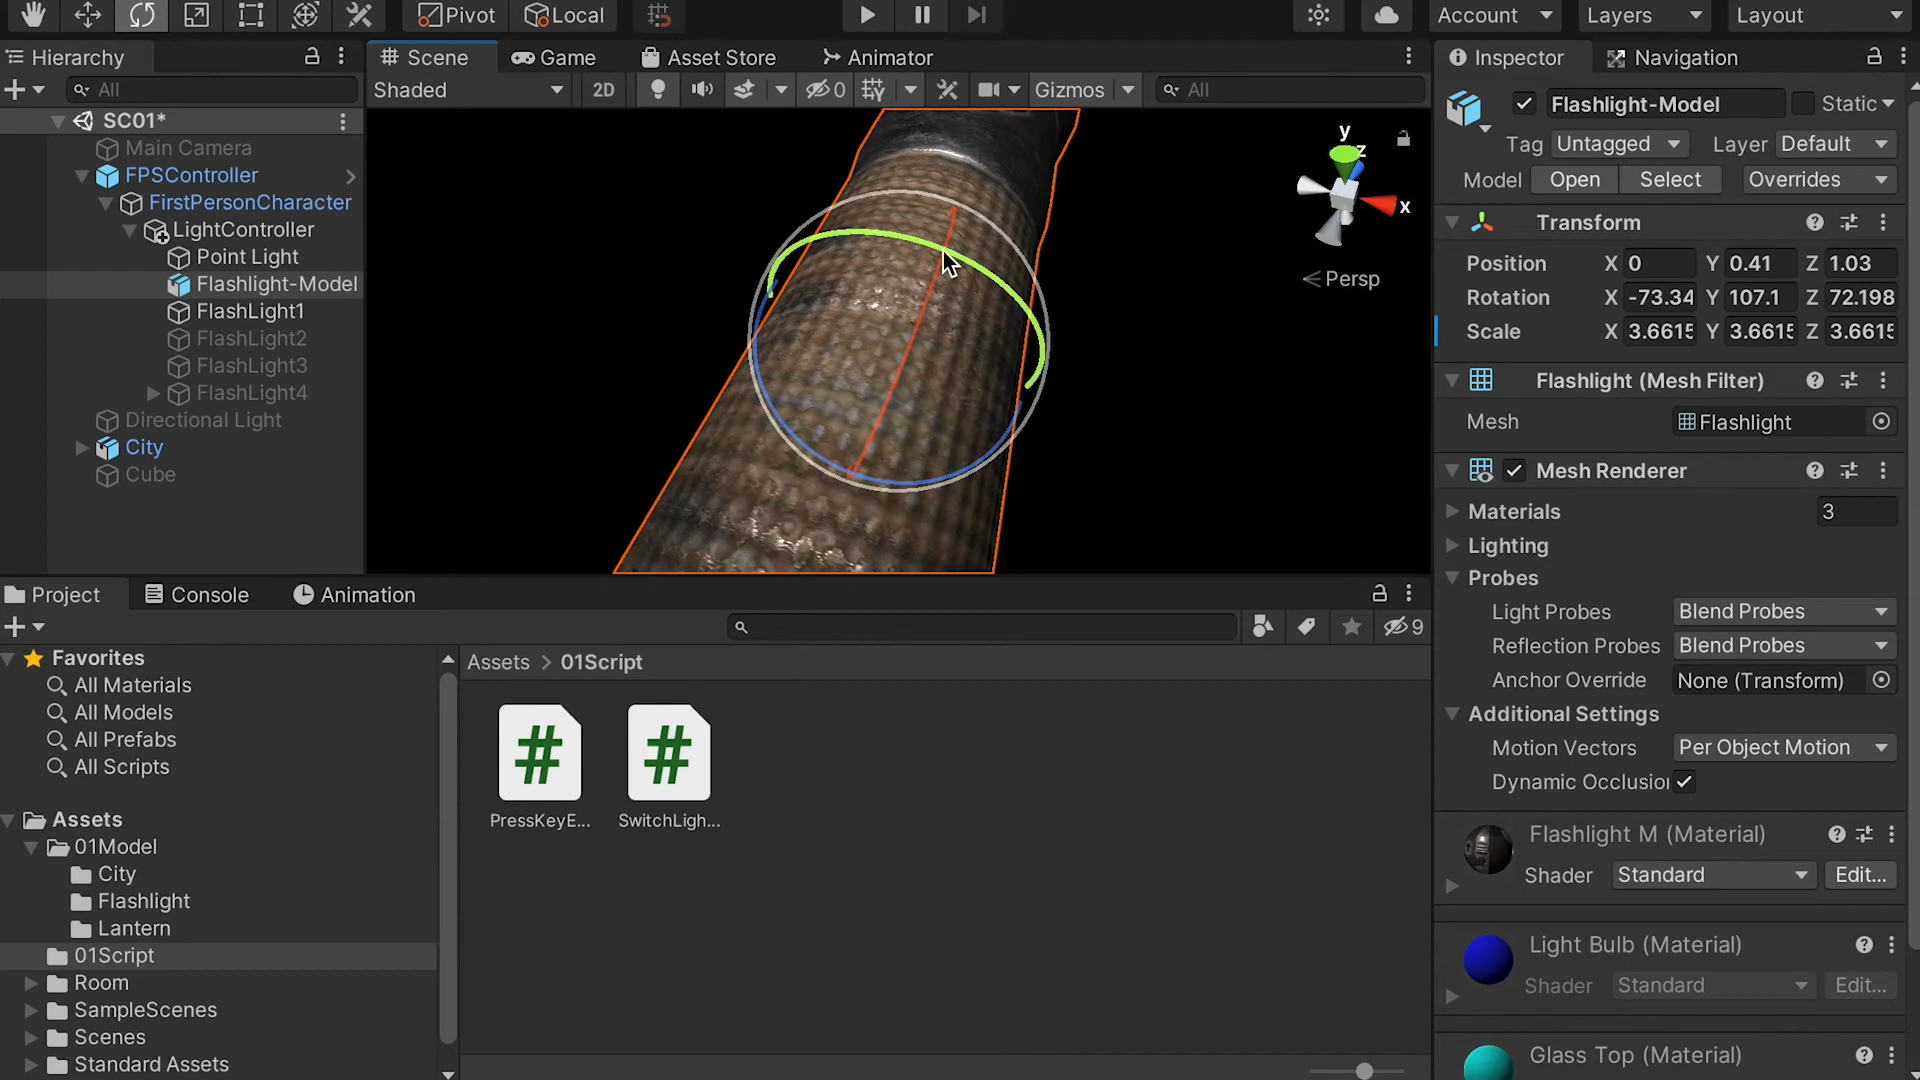 Pivot Local Account Layers Layout
Hierarchy Scene Game Asset Store Animator Inspector Navigation
All Shaded 2D 0 Gizmos All Flashlight-Model Static
SC01* y z x Tag Untagged Layer Default
Main Camera
FPSController Model Open Select Overrides
FirstPersonCharacter Transform
LightController
Point Light Persp Position X 0 Y 0.41 Z 1.03
Flashlight-Model Rotation X -73.34 Y 107.1 Z 72.198
FlashLight1 Scale X 3.6615 Y 3.6615 Z 3.6615
FlashLight2
FlashLight3 Flashlight (Mesh Filter)
FlashLight4
Directional Light Mesh Flashlight
City
Cube Mesh Renderer
Materials 3
Lighting
Probes
Project Console Animation Light Probes Blend Probes
9 Reflection Probes Blend Probes
Favorites Assets > 01Script Anchor Override None (Transform)
All Materials
All Models Additional Settings
All Prefabs Motion Vectors Per Object Motion
All Scripts Dynamic Occlusion
Assets PressKeyE... SwitchLigh... Flashlight M (Material)
01Model
City Shader Standard Edit...
Flashlight
Lantern Light Bulb (Material)
01Script
Room Shader Standard Edit...
SampleScenes
Scenes
Standard Assets Glass Top (Material)